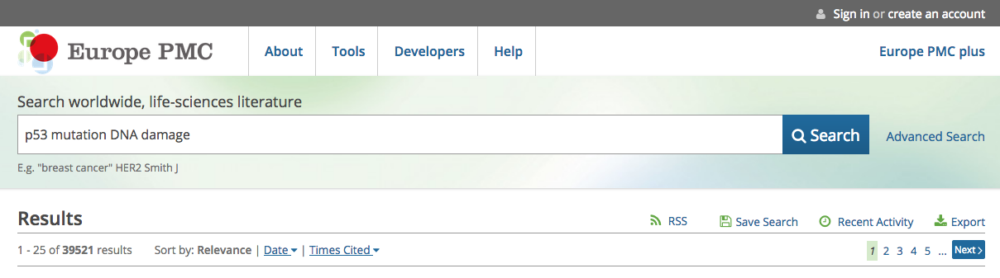 Sign in or create an account
Europe PMC About Tools Developers Help Europe PMC plus
Search worldwide, life-sciences literature
p53 mutation DNA damage Search Advanced Search
E.g. "breast cancer" HER2 Smith J
Results RSS Save Search Recent Activity Export
1 - 25 of 39521 results Sort by: Relevance | Date | Times Cited 1 2 3 4 5 ... Next